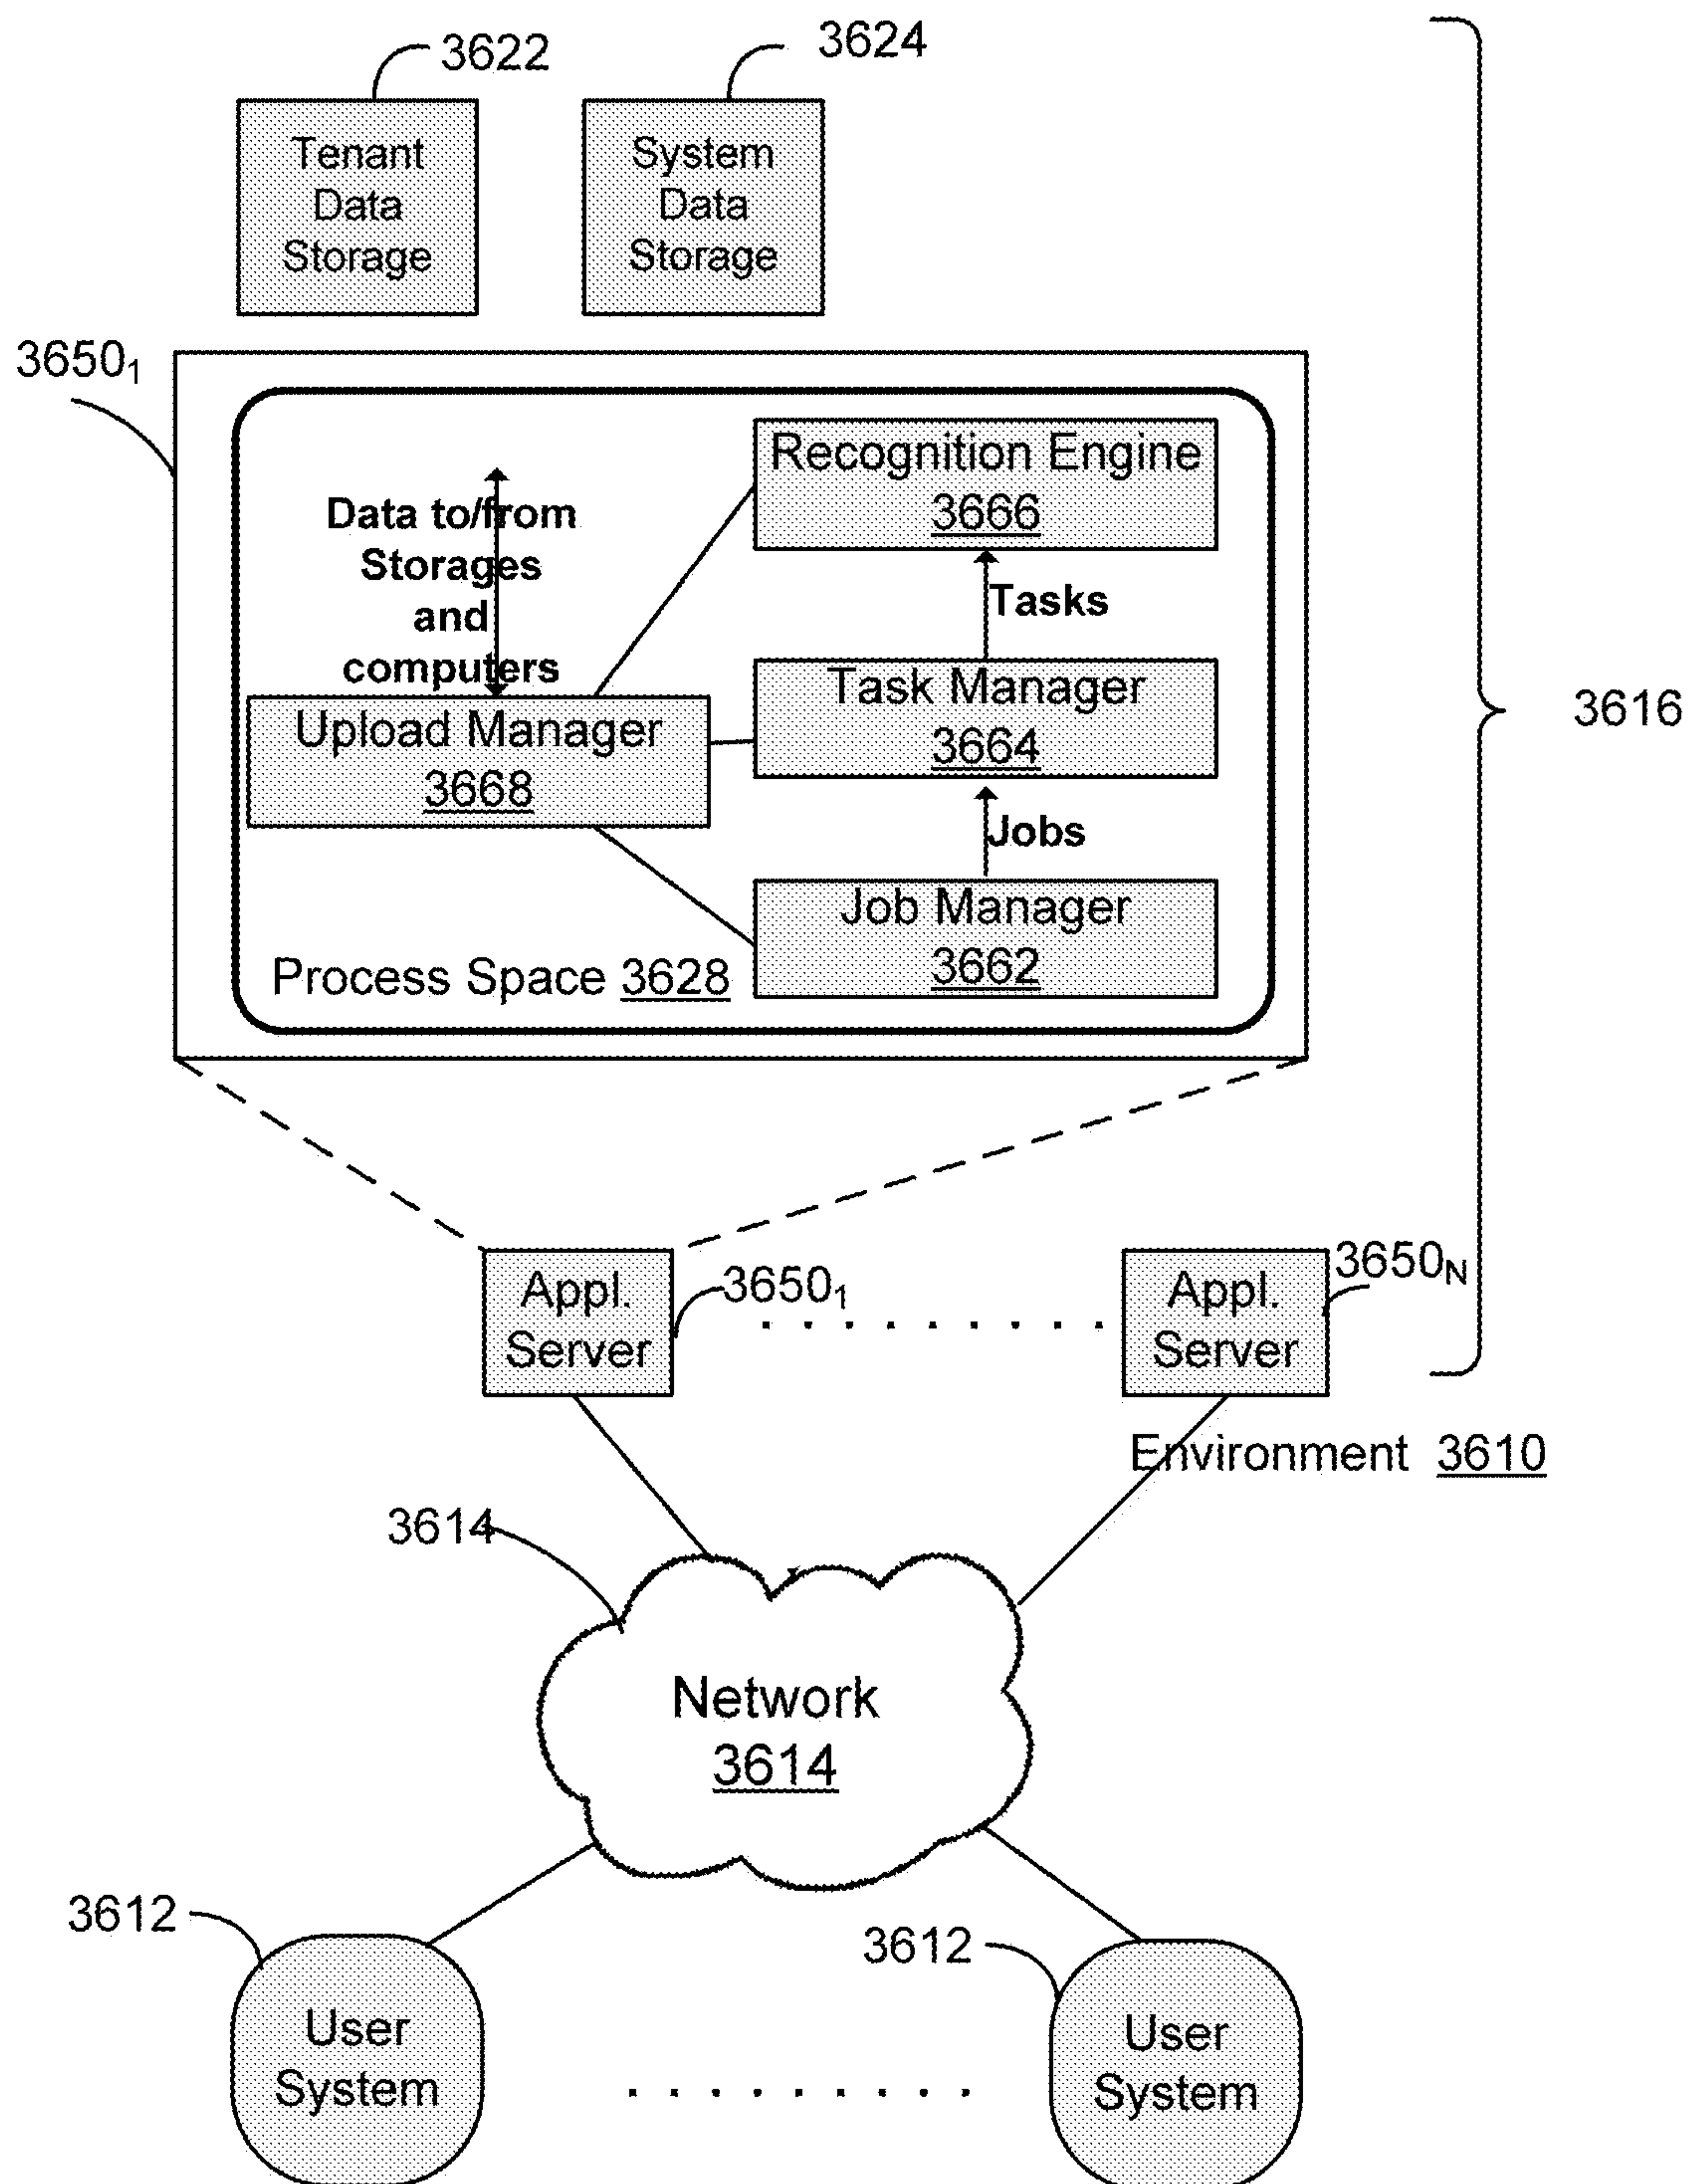 3622
3624
Tenant
Data
Storage
System
Data
Storage
3650₁
Recognition Engine
3666
Data to/from
Storages
and
computers
Tasks
Upload Manager
3668
Task Manager
3664
3616
Jobs
Job Manager
3662
Process Space 3628
Appl.
Server
3650₁
Appl.
Server
3650N
Environment 3610
3614
Network
3614
3612
3612
User
System
User
System